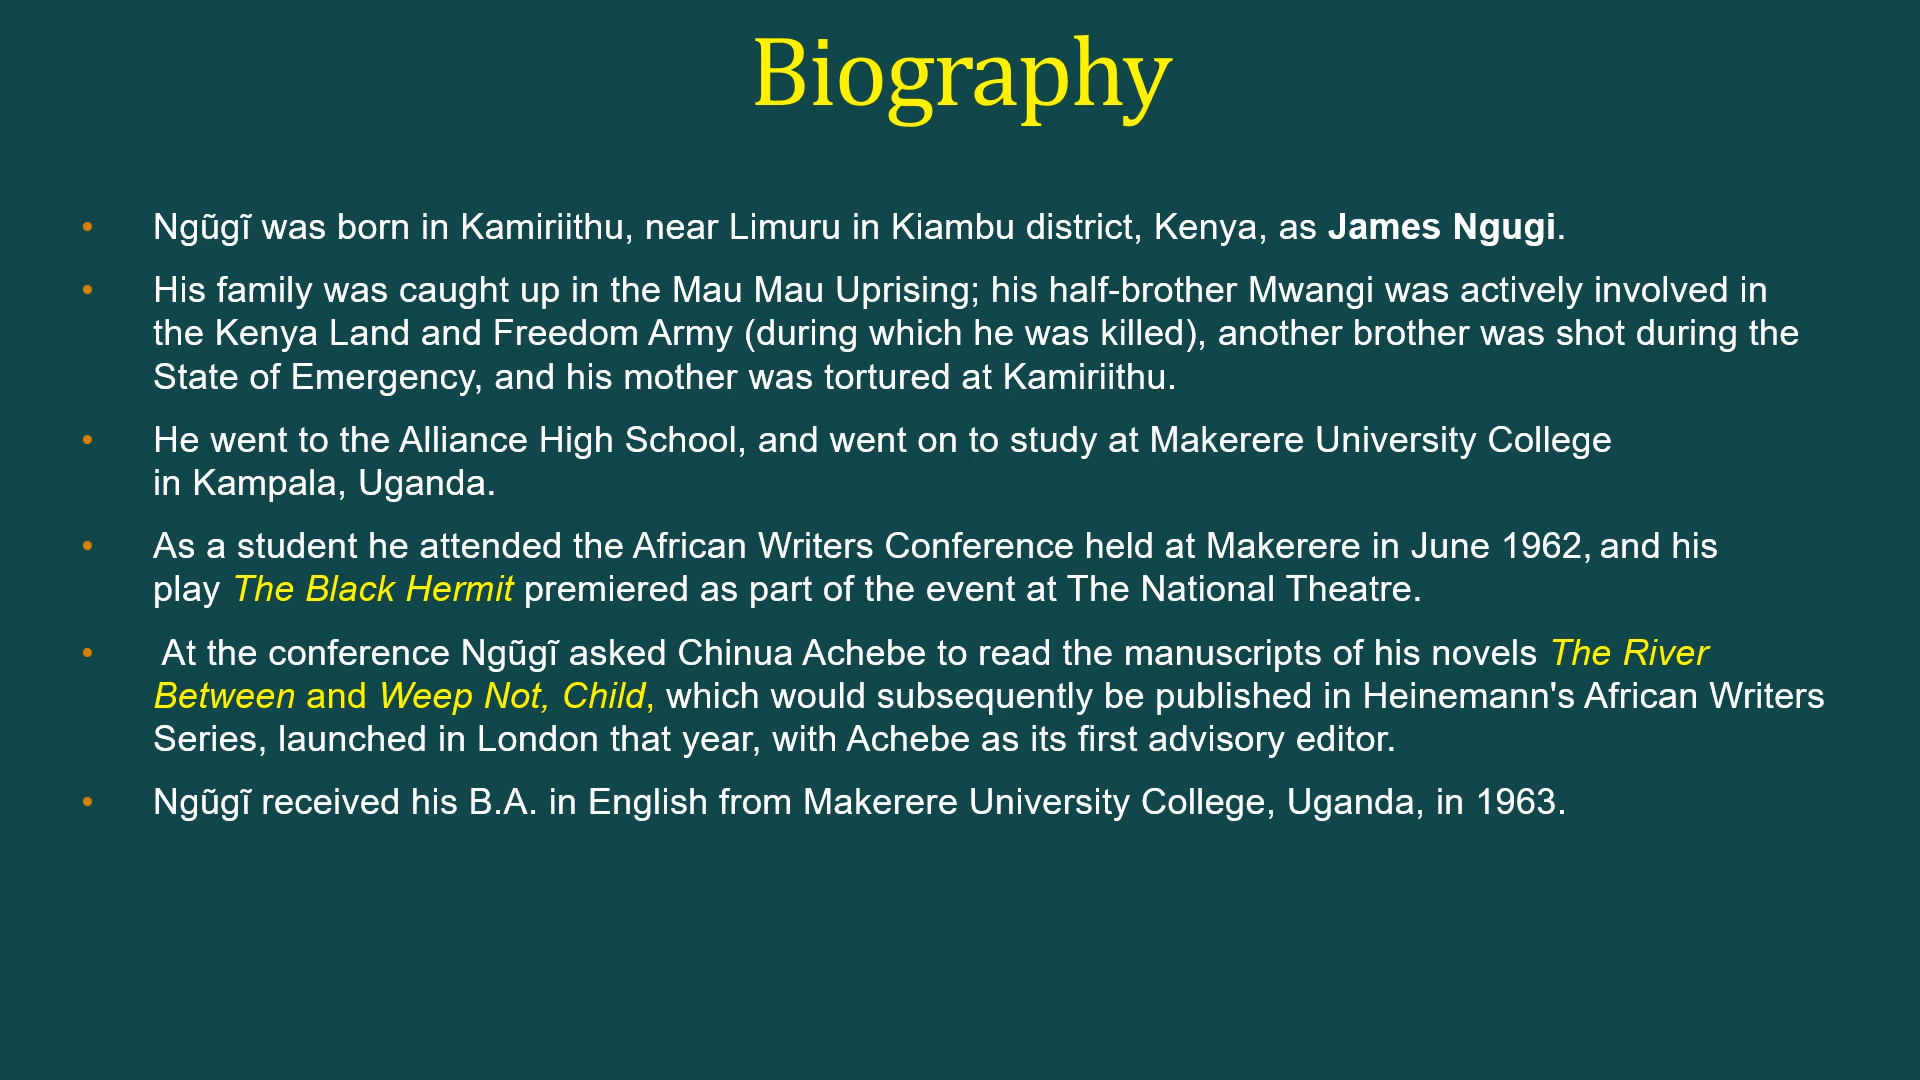 Biography
• Ngũgĩ was born in Kamiriithu, near Limuru in Kiambu district, Kenya, as James Ngugi.
• His family was caught up in the Mau Mau Uprising; his half-brother Mwangi was actively involved in
the Kenya Land and Freedom Army (during which he was killed), another brother was shot during the
State of Emergency, and his mother was tortured at Kamiriithu.
• He went to the Alliance High School, and went on to study at Makerere University College
in Kampala, Uganda.
• As a student he attended the African Writers Conference held at Makerere in June 1962, and his
play The Black Hermit premiered as part of the event at The National Theatre.
• At the conference Ngũgĩ asked Chinua Achebe to read the manuscripts of his novels The River
Between and Weep Not, Child, which would subsequently be published in Heinemann's African Writers
Series, launched in London that year, with Achebe as its first advisory editor.
• Ngũgĩ received his B.A. in English from Makerere University College, Uganda, in 1963.